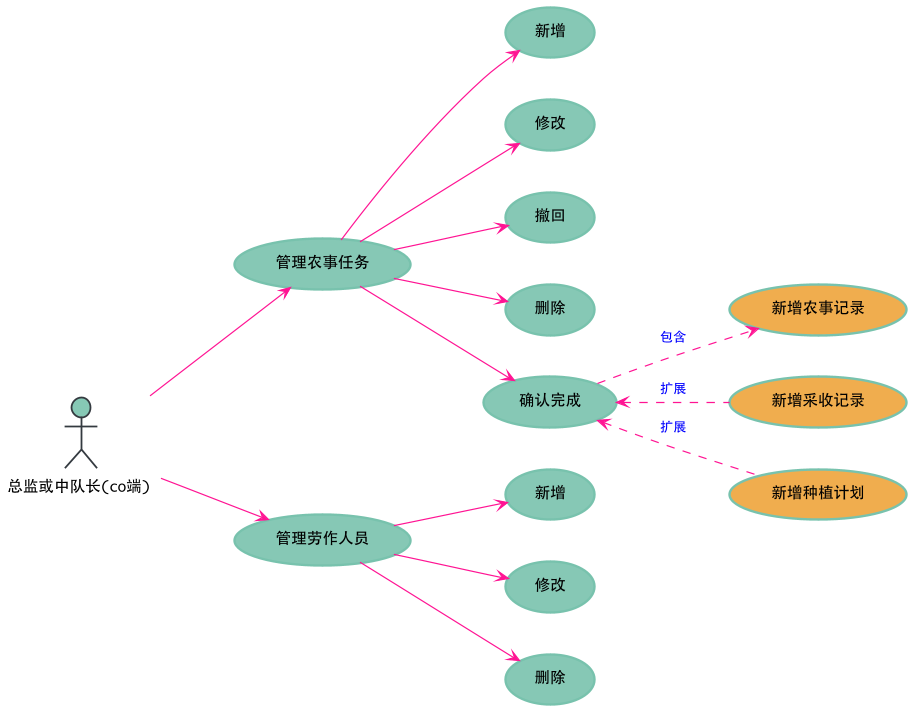 新增
修改
撤回
管理农事任务
删除
新增农事记录
包含
确认完成
扩展
新增采收记录
扩展
总监或中队长(co端)
新增
新增种植计划
管理劳作人员
修改
删除